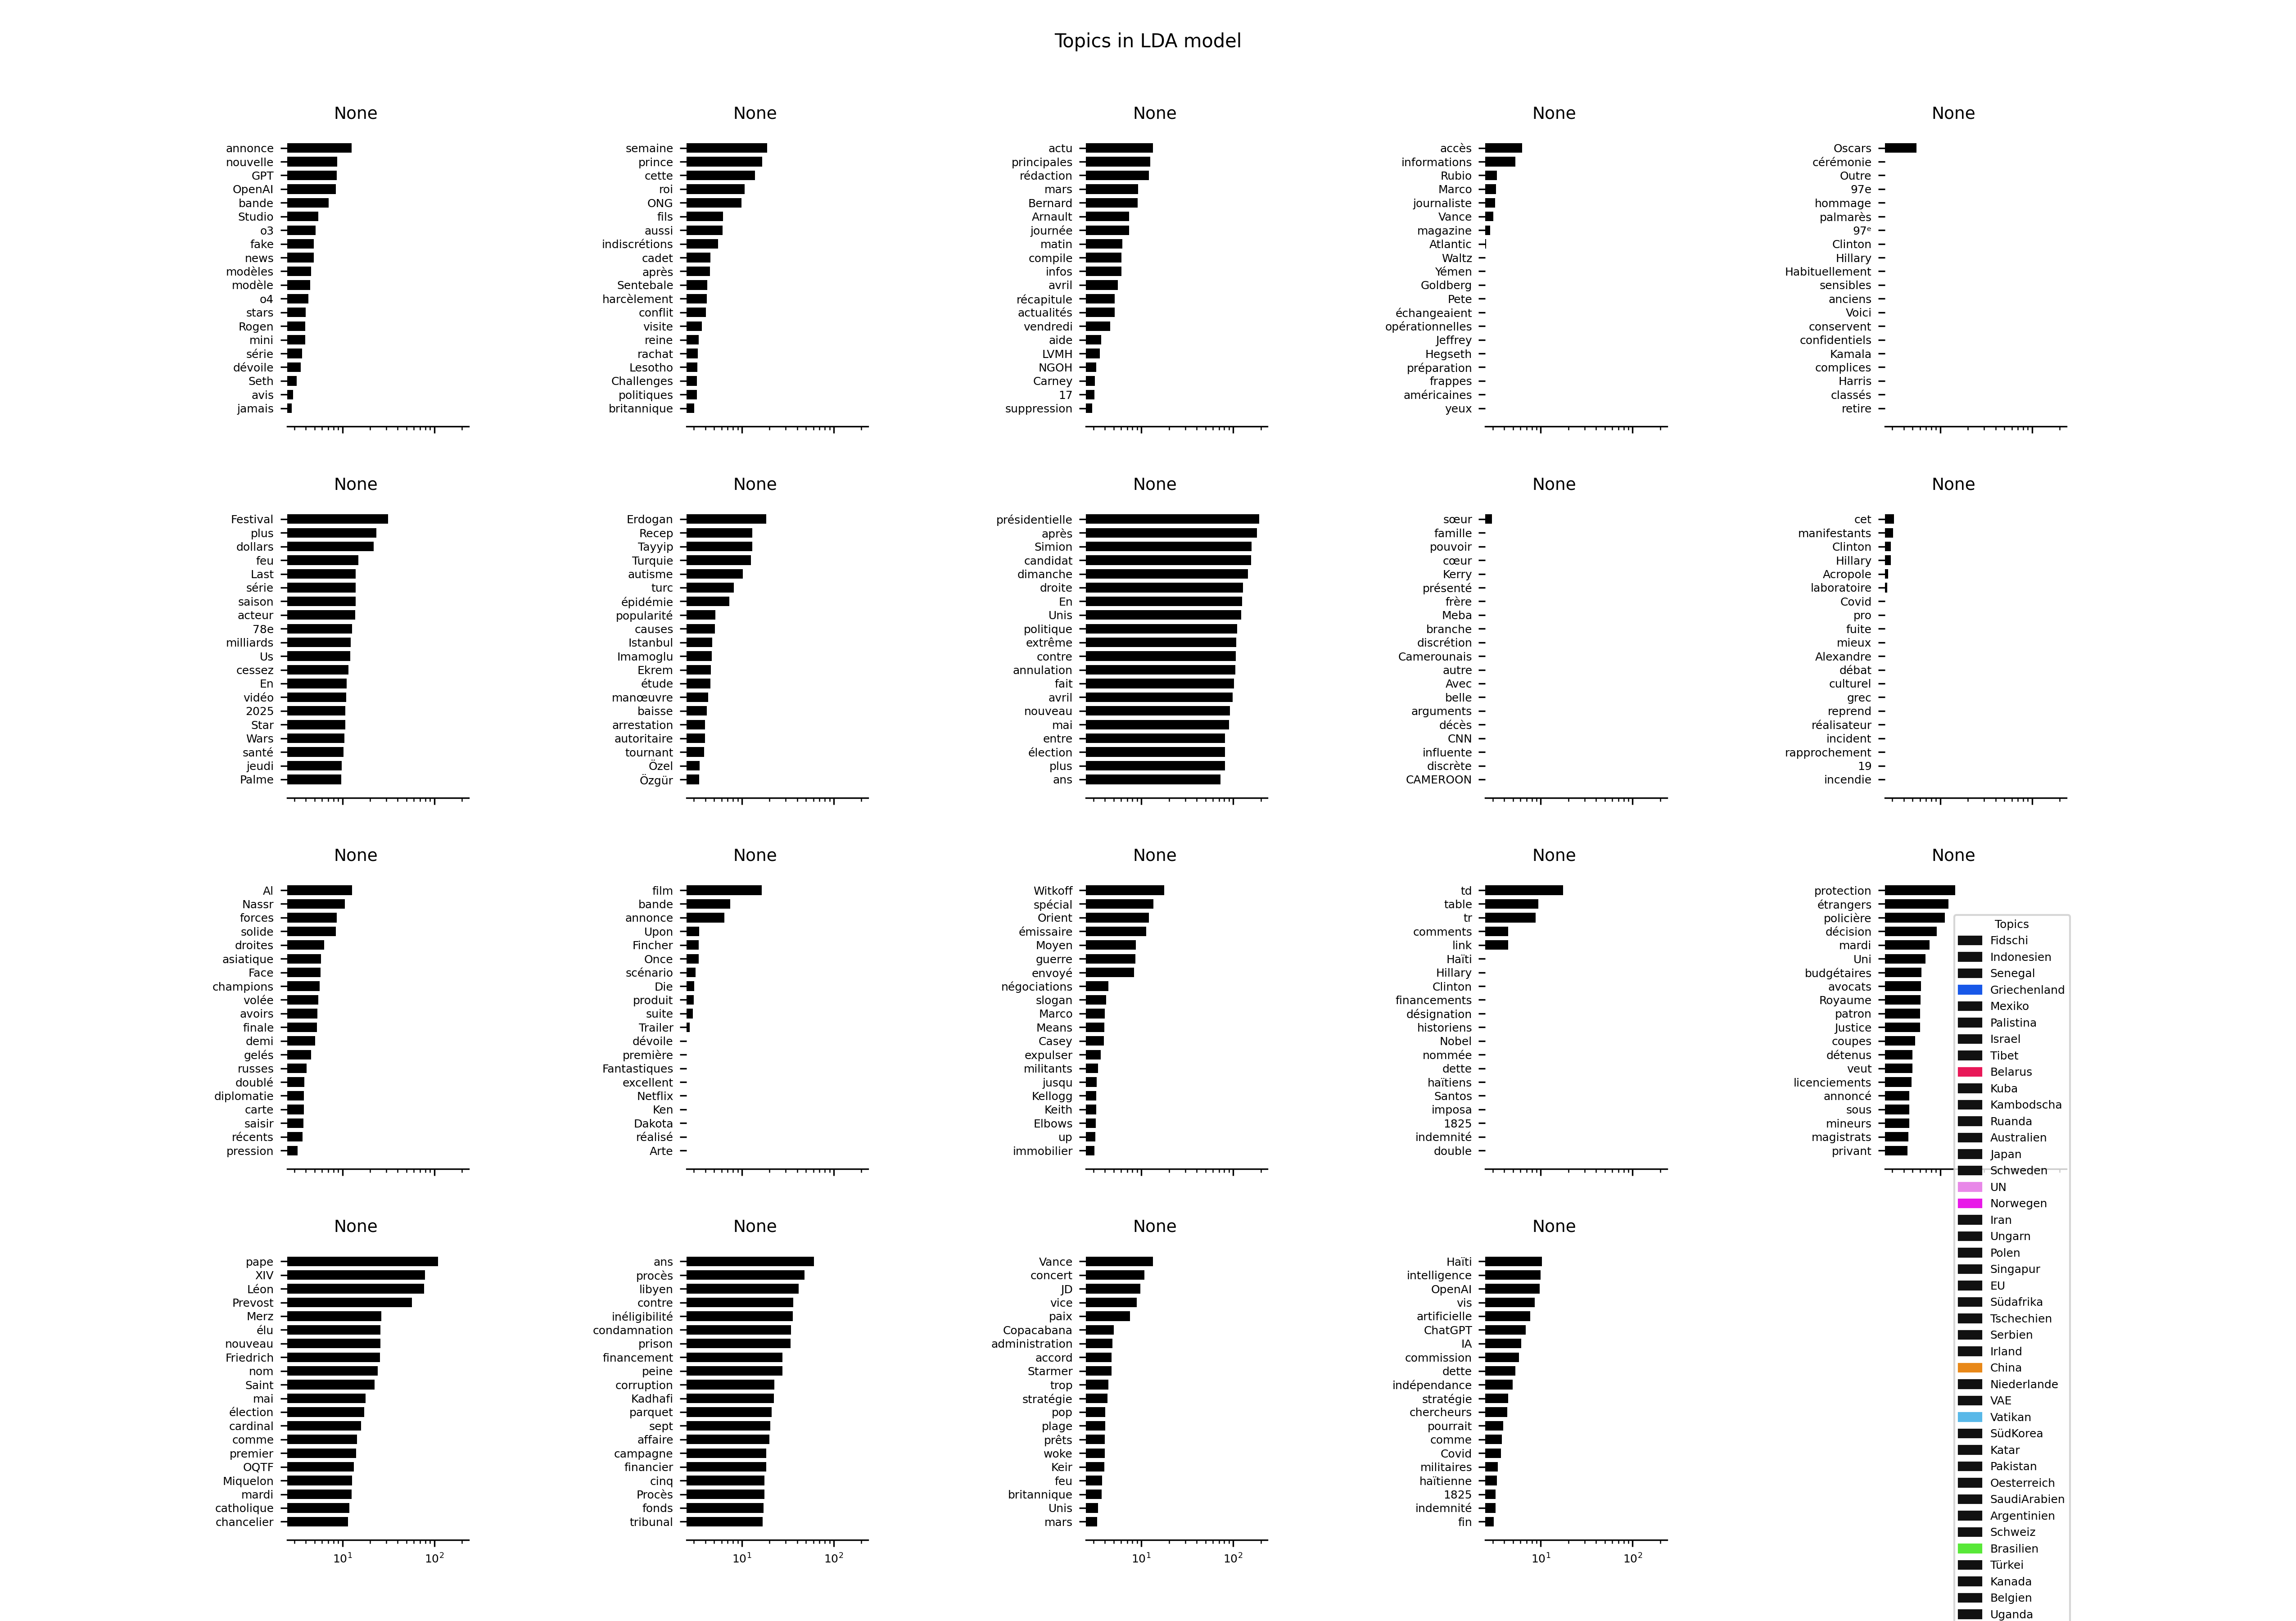 Topics in LDA model
None
annonce
nouvelle
GPT
OpenAI
bande
Studio
o3
fake
news
modèles
modèle
o4
stars
Rogen
mini
série
dévoile
Seth
avis
jamais
None
semaine
prince
cette
roi
ONG
fils
aussi
indiscrétions
cadet
après
Sentebale
harcèlement
conflit
visite
reine
rachat
Lesotho
Challenges
politiques
britannique
None
actu
principales
rédaction
mars
Bernard
Arnault
journée
matin
compile
infos
avril
récapitule
actualités
vendredi
aide
LVMH
NGOH
Carney
17
suppression
None
accès
informations
Rubio
Marco
journaliste
Vance
magazine
Atlantic
Waltz
Yémen
Goldberg
Pete
échangeaient
opérationnelles
Jeffrey
Hegseth
préparation
frappes
américaines
yeux
None
Oscars
cérémonie
Outre
97e
hommage
palmarès
97ᵉ
Clinton
Hillary
Habituellement
sensibles
anciens
Voici
conservent
confidentiels
Kamala
complices
Harris
classés
retire
None
Festival
plus
dollars
feu
Last
série
saison
acteur
78e
milliards
Us
cessez
En
vidéo
2025
Star
Wars
santé
jeudi
Palme
None
Erdogan
Recep
Tayyip
Turquie
autisme
turc
épidémie
popularité
causes
Istanbul
Imamoglu
Ekrem
étude
manœuvre
baisse
arrestation
autoritaire
tournant
Özel
Özgür
None
présidentielle
après
Simion
candidat
dimanche
droite
En
Unis
politique
extrême
contre
annulation
fait
avril
nouveau
mai
entre
élection
plus
ans
None
sœur
famille
pouvoir
cœur
Kerry
présenté
frère
Meba
branche
discrétion
Camerounais
autre
Avec
belle
arguments
décès
CNN
influente
discrète
CAMEROON
None
cet
manifestants
Clinton
Hillary
Acropole
laboratoire
Covid
pro
fuite
mieux
Alexandre
débat
culturel
grec
reprend
réalisateur
incident
rapprochement
19
incendie
None
Al
Nassr
forces
solide
droites
asiatique
Face
champions
volée
avoirs
finale
demi
gelés
russes
doublé
diplomatie
carte
saisir
récents
pression
None
film
bande
annonce
Upon
Fincher
Once
scénario
Die
produit
suite
Trailer
dévoile
première
Fantastiques
excellent
Netflix
Ken
Dakota
réalisé
Arte
None
Witkoff
spécial
Orient
émissaire
Moyen
guerre
envoyé
négociations
slogan
Marco
Means
Casey
expulser
militants
jusqu
Kellogg
Keith
Elbows
up
immobilier
None
td
table
tr
comments
link
Haïti
Hillary
Clinton
financements
désignation
historiens
Nobel
nommée
dette
haïtiens
Santos
imposa
1825
indemnité
double
None
protection
étrangers
policière
décision
mardi
Uni
budgétaires
avocats
Royaume
patron
Justice
coupes
détenus
veut
licenciements
annoncé
sous
mineurs
magistrats
privant
None
pape
XIV
Léon
Prevost
Merz
élu
nouveau
Friedrich
nom
Saint
mai
élection
cardinal
comme
premier
OQTF
Miquelon
mardi
catholique
chancelier
10¹ 10²
None
ans
procès
libyen
contre
inéligibilité
condamnation
prison
financement
peine
corruption
Kadhafi
parquet
sept
affaire
campagne
financier
cinq
Procès
fonds
tribunal
10¹ 10²
None
Vance
concert
JD
vice
paix
Copacabana
administration
accord
Starmer
trop
stratégie
pop
plage
prêts
woke
Keir
feu
britannique
Unis
mars
10¹ 10²
None
Haïti
intelligence
OpenAI
vis
artificielle
ChatGPT
IA
commission
dette
indépendance
stratégie
chercheurs
pourrait
comme
Covid
militaires
haïtienne
1825
indemnité
fin
10¹ 10²
Topics
Fidschi
Indonesien
Senegal
Griechenland
Mexiko
Palistina
Israel
Tibet
Belarus
Kuba
Kambodscha
Ruanda
Australien
Japan
Schweden
UN
Norwegen
Iran
Ungarn
Polen
Singapur
EU
Südafrika
Tschechien
Serbien
Irland
China
Niederlande
VAE
Vatikan
SüdKorea
Katar
Pakistan
Oesterreich
SaudiArabien
Argentinien
Schweiz
Brasilien
Türkei
Kanada
Belgien
Uganda